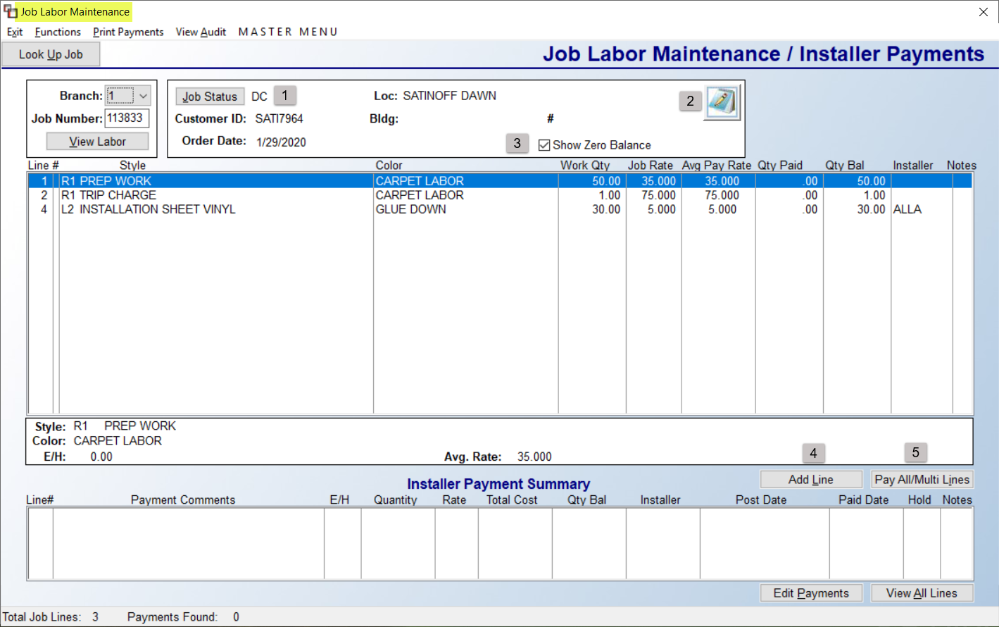 Job Labor Maintenance
Exit Functions Print Payments View Audit MASTER MENU
Look Up Job
Job Labor Maintenance / Installer Payments
Branch: 1
Job Number: 113833
View Labor
Job Status DC 1 Loc: SATINOFF DAWN 2
Customer ID: SATI7964 Bldg: #
Order Date: 1/29/2020 3 Show Zero Balance
Line # Style Color Work Qty Job Rate Avg Pay Rate Qty Paid Qty Bal Installer Notes
1 R1 PREP WORK CARPET LABOR 50.00 35.000 35.000 .00 50.00
2 R1 TRIP CHARGE CARPET LABOR 1.00 75.000 75.000 .00 1.00
4 L2 INSTALLATION SHEET VINYL GLUE DOWN 30.00 5.000 5.000 .00 30.00 ALLA
Style: R1 PREP WORK
Color: CARPET LABOR
E/H: 0.00 Avg. Rate: 35.000 4 5
Installer Payment Summary Add Line Pay All/Multi Lines
Line# Payment Comments E/H Quantity Rate Total Cost Qty Bal Installer Post Date Paid Date Hold Notes
Edit Payments View All Lines
Total Job Lines: 3 Payments Found: 0